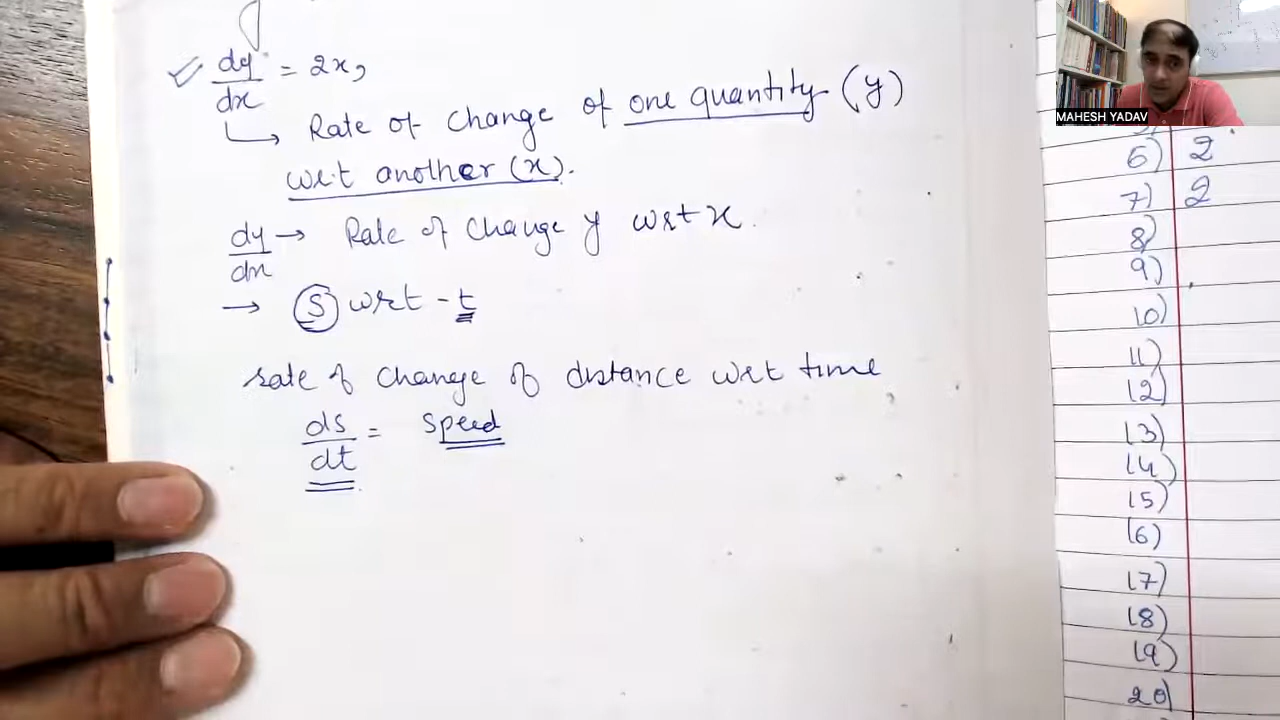 dy/dx = 2x,
↳ Rate of change of one quantity (y)
wrt another (x).
dy/dx → Rate of change y wrt x.
→ (S) wrt - t
rate of change of distance wrt time
ds/dt = speed
MAHESH YADAV
6) 2
7) 2
8)
9)
10)
11)
12)
13)
14)
15)
16)
17)
18)
19)
20)